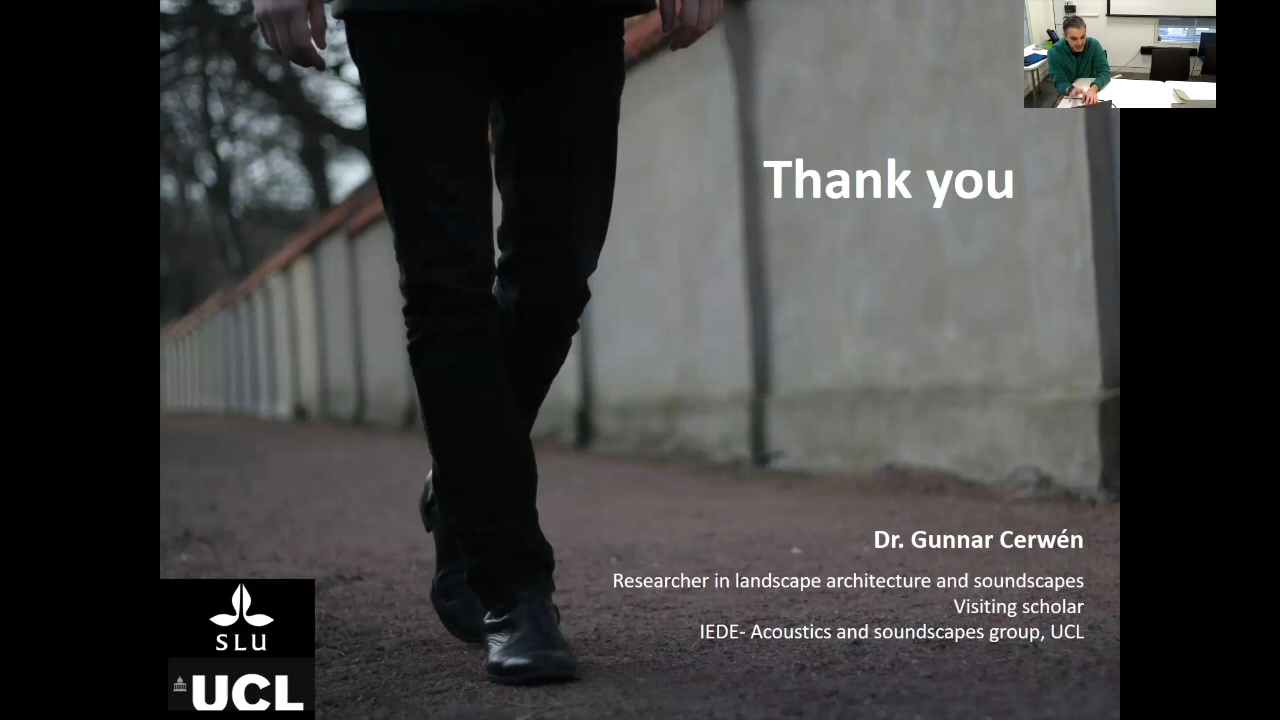 Thank you
Dr. Gunnar Cerwén
Researcher in landscape architecture and soundscapes
Visiting scholar
IEDE- Acoustics and soundscapes group, UCL
SLU
UCL